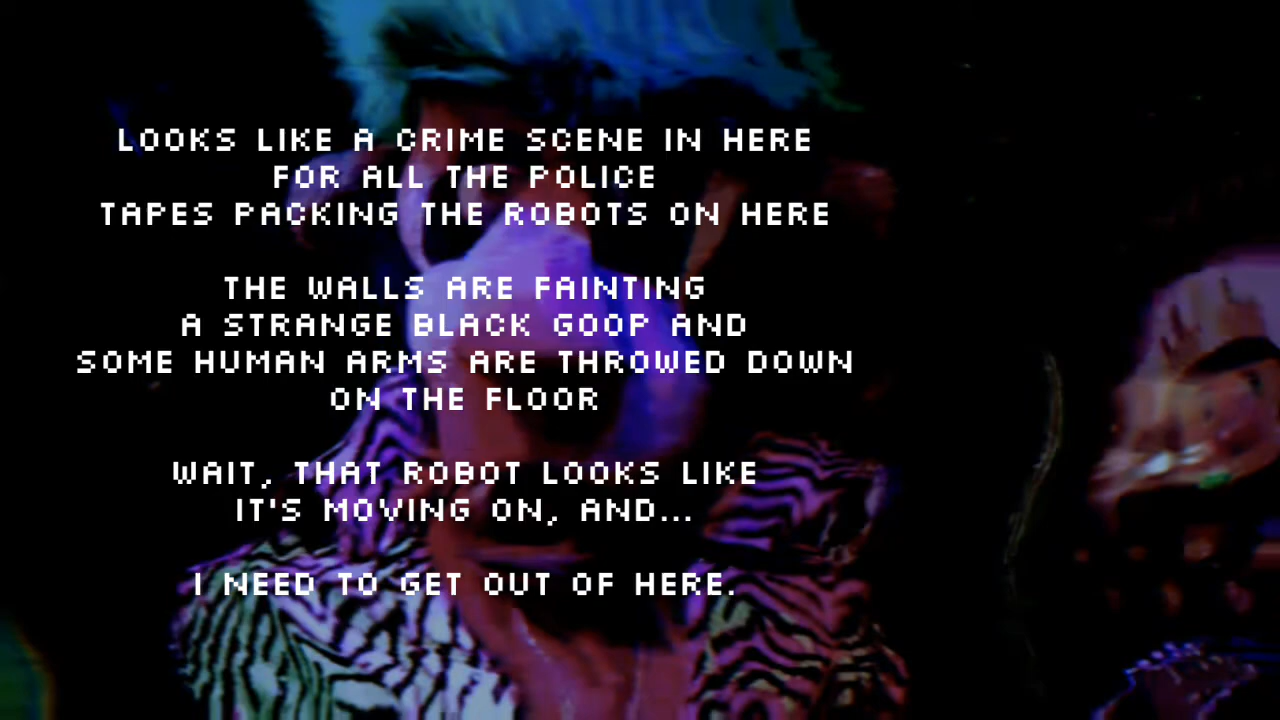 LOOKS LIKE A CRIME SCENE IN HERE
FOR ALL THE POLICE
TAPES PACKING THE ROBOTS ON HERE
THE WALLS ARE FAINTING
A STRANGE BLACK GOOP AND
SOME HUMAN ARMS ARE THROWED DOWN
ON THE FLOOR
WAIT, THAT ROBOT LOOKS LIKE
IT'S MOVING ON, AND...
I NEED TO GET OUT OF HERE.